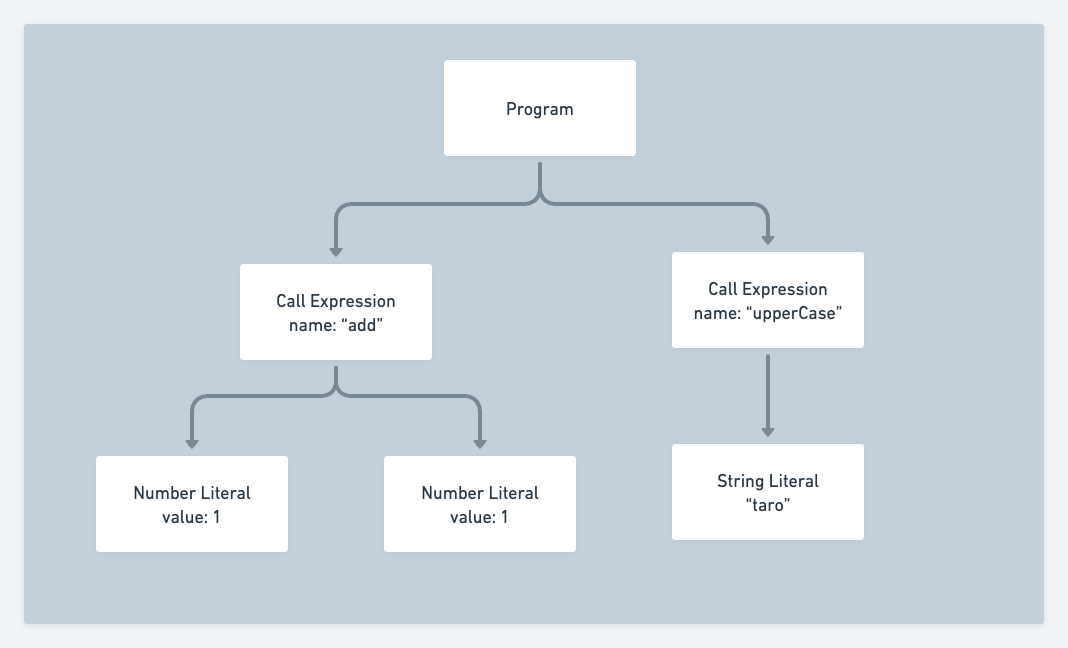 Program
Call Expression
name: “add”
Call Expression
name: “upperCase”
Number Literal
value: 1
Number Literal
value: 1
String Literal
“taro”